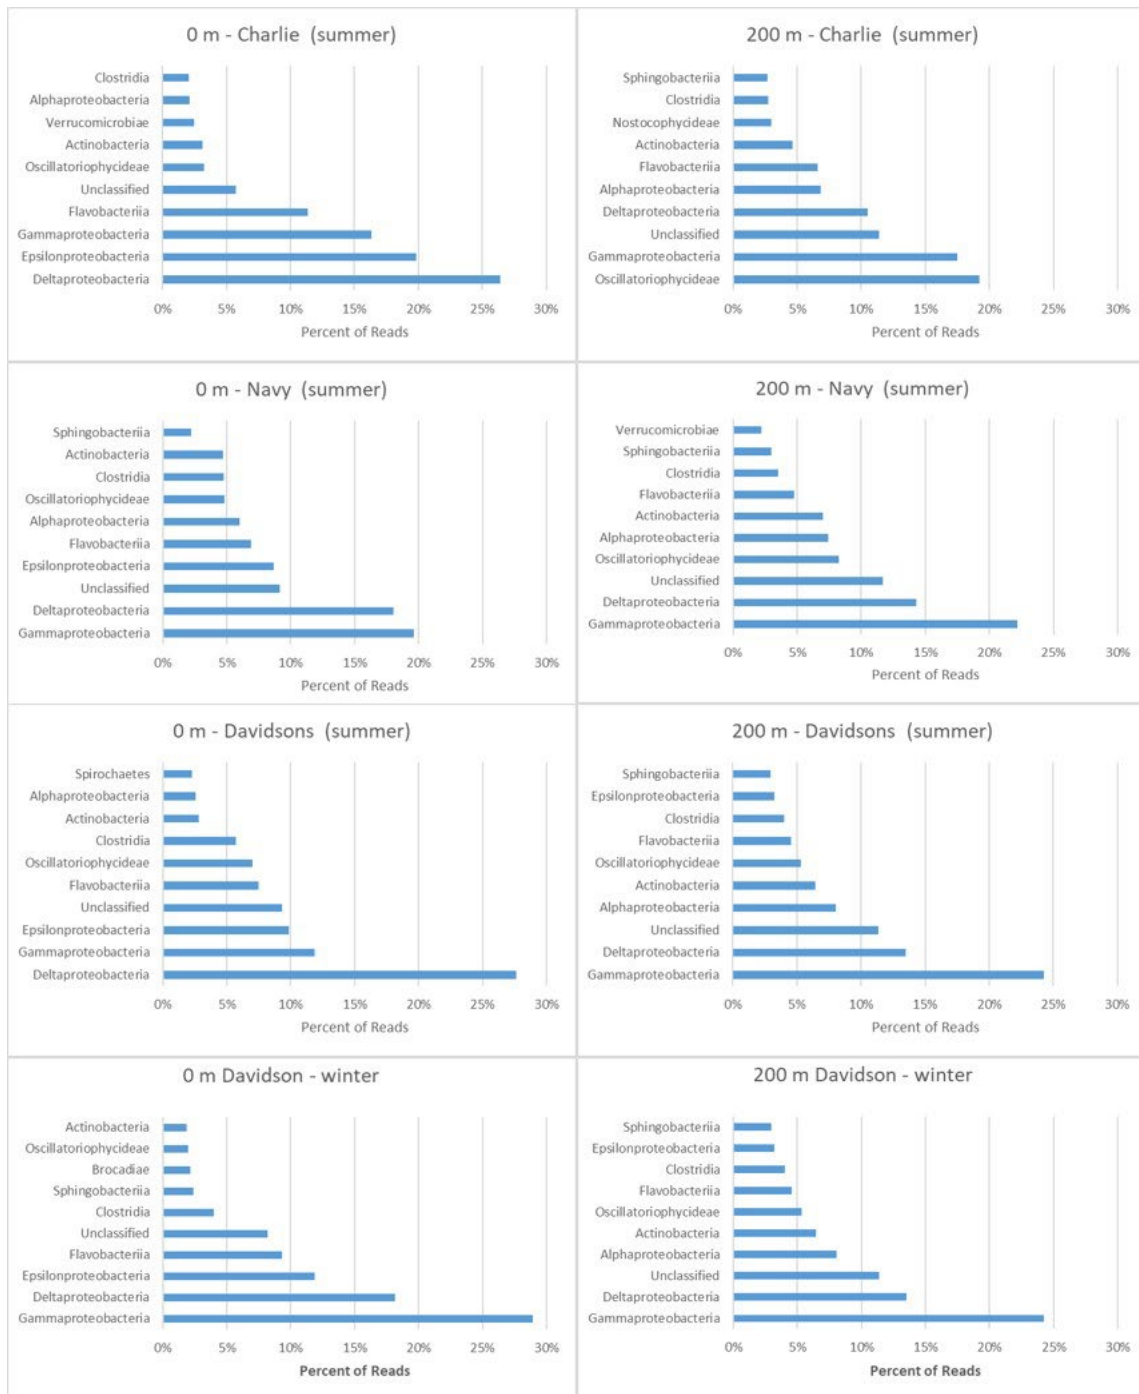 0 m - Charlie (summer)
Clostridia
Alphaproteobacteria
Verrucomicrobiae
Actinobacteria
Oscillatoriophycideae
Unclassified
Flavobacteriia
Gammaproteobacteria
Epsilonproteobacteria
Deltaproteobacteria
0% 5% 10% 15% 20% 25% 30%
Percent of Reads
200 m - Charlie (summer)
Sphingobacteriia
Clostridia
Nostocophycideae
Actinobacteria
Flavobacteriia
Alphaproteobacteria
Deltaproteobacteria
Unclassified
Gammaproteobacteria
Oscillatoriophycideae
0% 5% 10% 15% 20% 25% 30%
Percent of Reads
0 m - Navy (summer)
Sphingobacteriia
Actinobacteria
Clostridia
Oscillatoriophycideae
Alphaproteobacteria
Flavobacteriia
Epsilonproteobacteria
Unclassified
Deltaproteobacteria
Gammaproteobacteria
0% 5% 10% 15% 20% 25% 30%
Percent of Reads
200 m - Navy (summer)
Verrucomicrobiae
Sphingobacteriia
Clostridia
Flavobacteriia
Actinobacteria
Alphaproteobacteria
Oscillatoriophycideae
Unclassified
Deltaproteobacteria
Gammaproteobacteria
0% 5% 10% 15% 20% 25% 30%
Percent of Reads
0 m - Davidsons (summer)
Spirochaetes
Alphaproteobacteria
Actinobacteria
Clostridia
Oscillatoriophycideae
Flavobacteriia
Unclassified
Epsilonproteobacteria
Gammaproteobacteria
Deltaproteobacteria
0% 5% 10% 15% 20% 25% 30%
Percent of Reads
200 m - Davidsons (summer)
Sphingobacteriia
Epsilonproteobacteria
Clostridia
Flavobacteriia
Oscillatoriophycideae
Actinobacteria
Alphaproteobacteria
Unclassified
Deltaproteobacteria
Gammaproteobacteria
0% 5% 10% 15% 20% 25% 30%
Percent of Reads
0 m Davidson - winter
Actinobacteria
Oscillatoriophycideae
Brocadiae
Sphingobacteriia
Clostridia
Unclassified
Flavobacteriia
Epsilonproteobacteria
Deltaproteobacteria
Gammaproteobacteria
0% 5% 10% 15% 20% 25% 30%
Percent of Reads
200 m Davidson - winter
Sphingobacteriia
Epsilonproteobacteria
Clostridia
Flavobacteriia
Oscillatoriophycideae
Actinobacteria
Alphaproteobacteria
Unclassified
Deltaproteobacteria
Gammaproteobacteria
0% 5% 10% 15% 20% 25% 30%
Percent of Reads